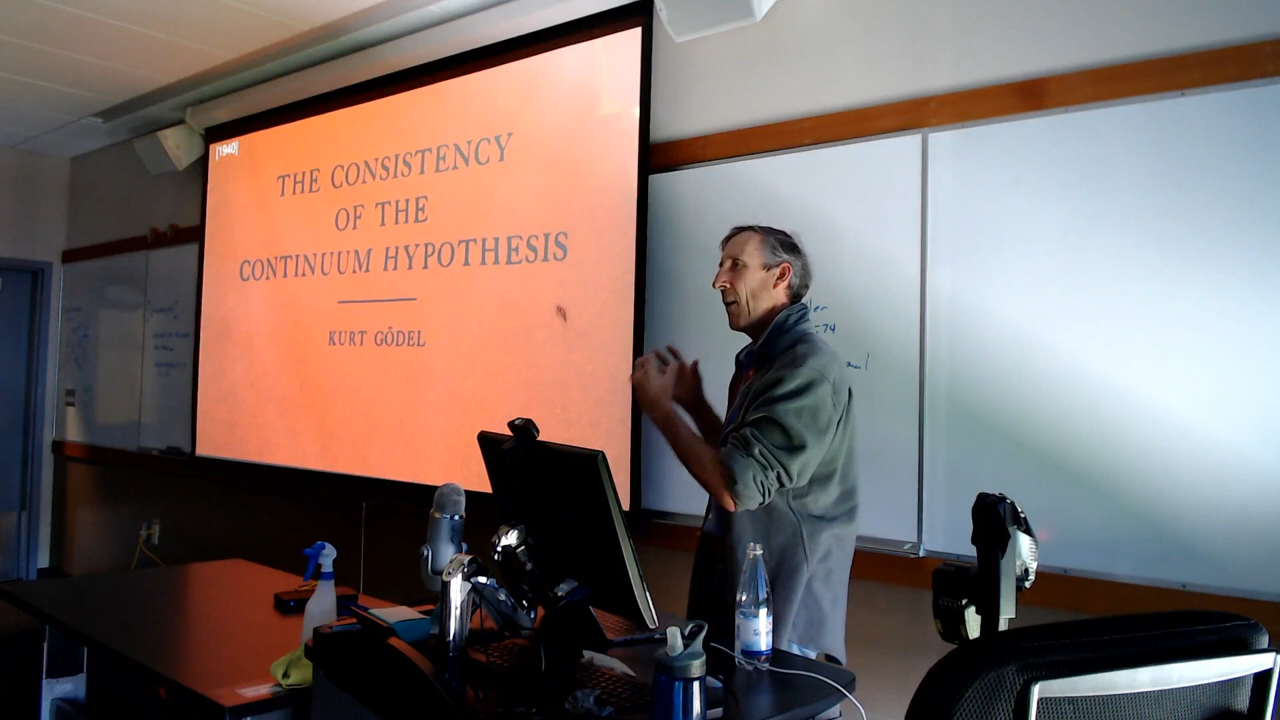 [1940]
THE CONSISTENCY
OF THE
CONTINUUM HYPOTHESIS
KURT GÖDEL